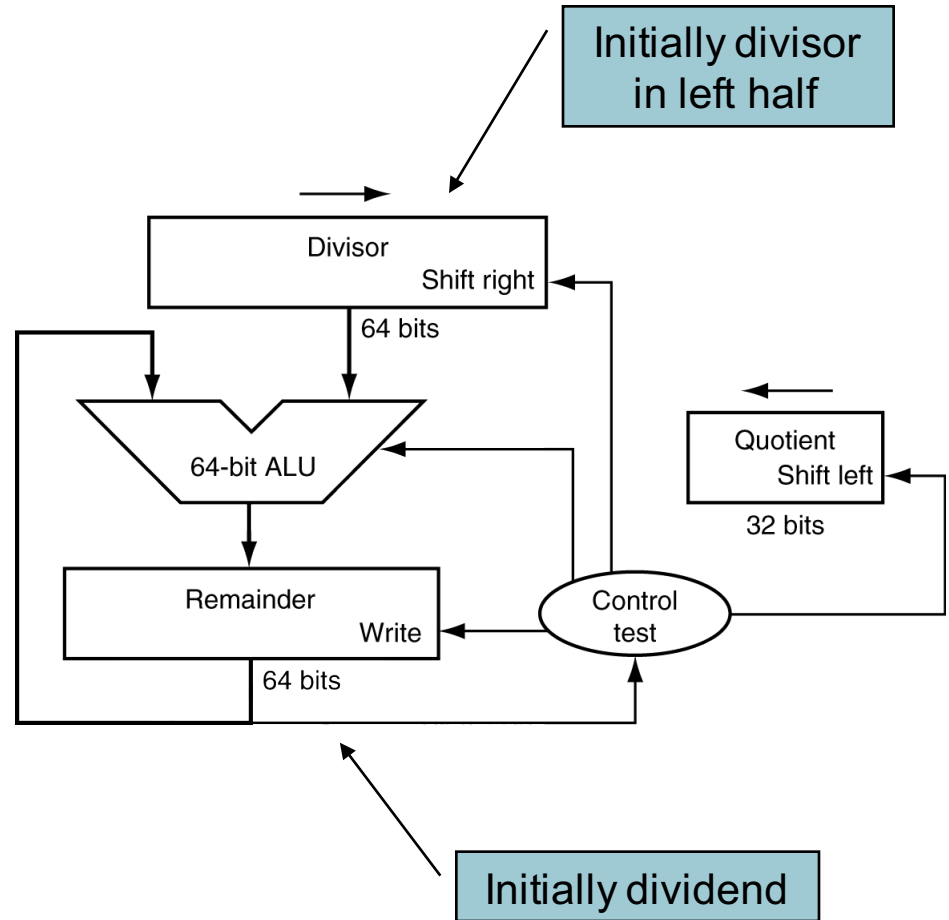 Initially divisor
in left half
Divisor
Shift right
64 bits
64-bit ALU
Quotient
Shift left
32 bits
Remainder
Write
Control
test
64 bits
Initially dividend